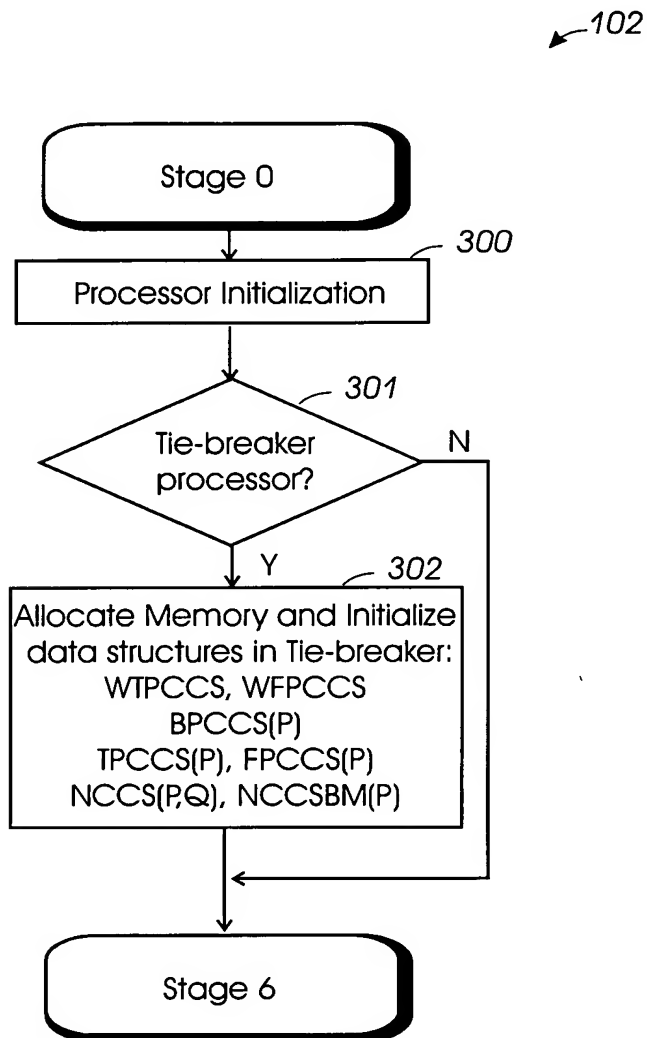 102
Stage 0
300
Processor Initialization
301
Tie-breaker
processor?
N
Y
302
Allocate Memory and Initialize
data structures in Tie-breaker:
WTPCCS, WFPCCS
BPCCS(P)
TPCCS(P), FPCCS(P)
NCCS(P,Q), NCCSBM(P)
Stage 6